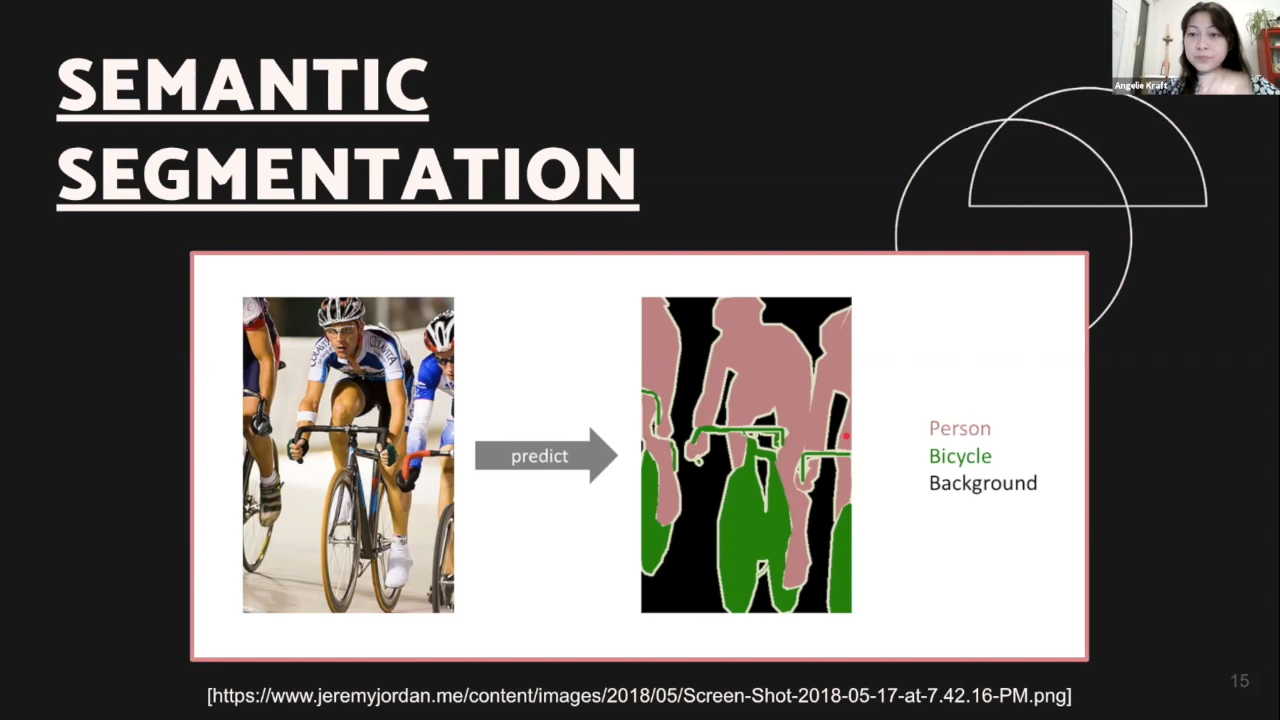 SEMANTIC
SEGMENTATION
Angelie Kraft
COLAVITA
predict
Person
Bicycle
Background
[https://www.jeremyjordan.me/content/images/2018/05/Screen-Shot-2018-05-17-at-7.42.16-PM.png]
15